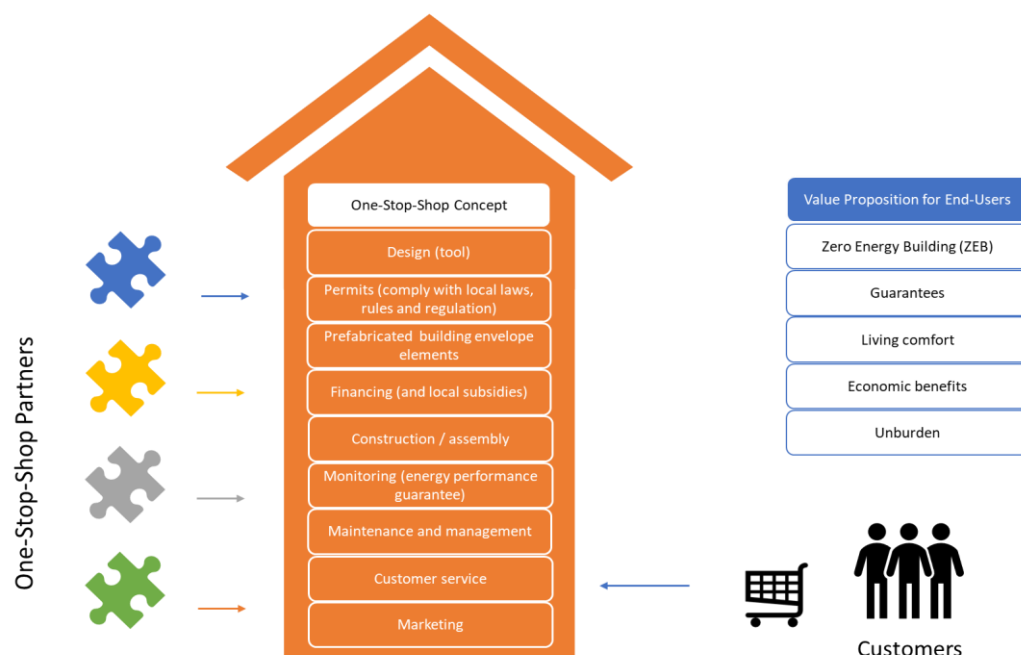 One-Stop-Shop Partners
One-Stop-Shop Concept
Design (tool)
Permits (comply with local laws,
rules and regulation)
Prefabricated building envelope
elements
Financing (and local subsidies)
Construction / assembly
Monitoring (energy performance
guarantee)
Maintenance and management
Customer service
Marketing
Value Proposition for End-Users
Zero Energy Building (ZEB)
Guarantees
Living comfort
Economic benefits
Unburden
Customers